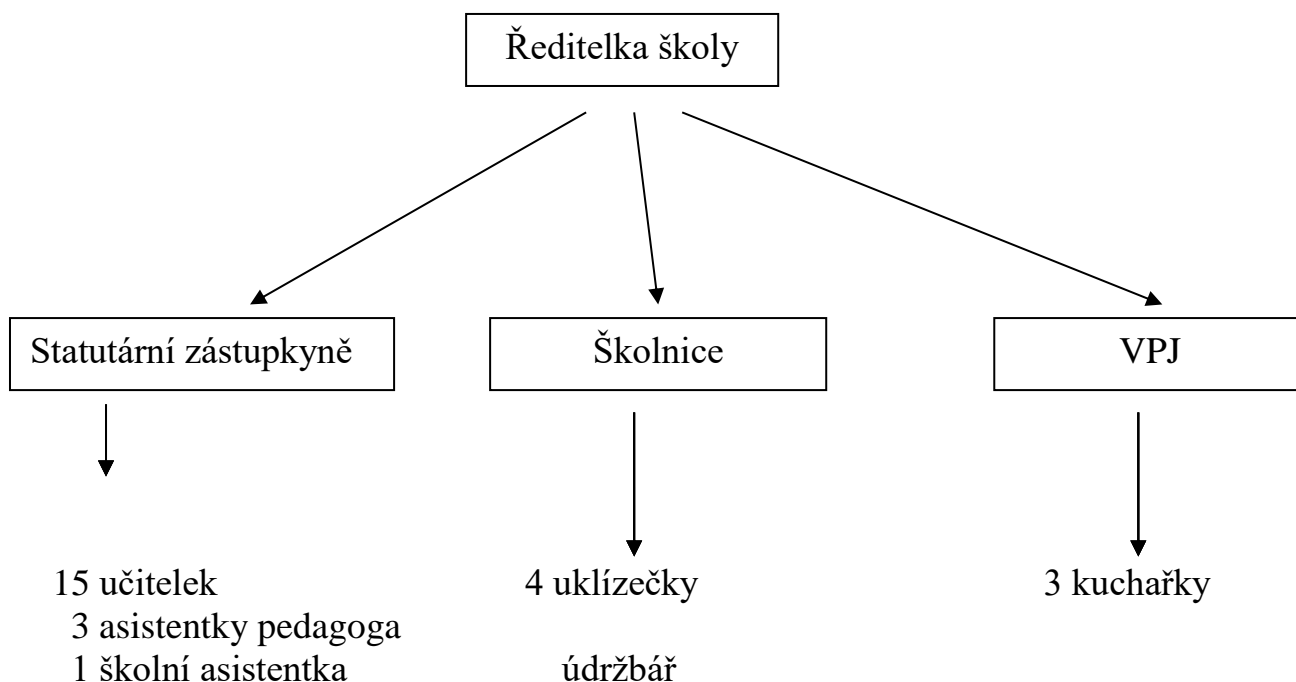 Ředitelka školy
Statutární zástupkyně
Školnice
VPJ
15 učitelek
3 asistentky pedagoga
1 školní asistentka
4 uklízečky
údržbář
3 kuchařky